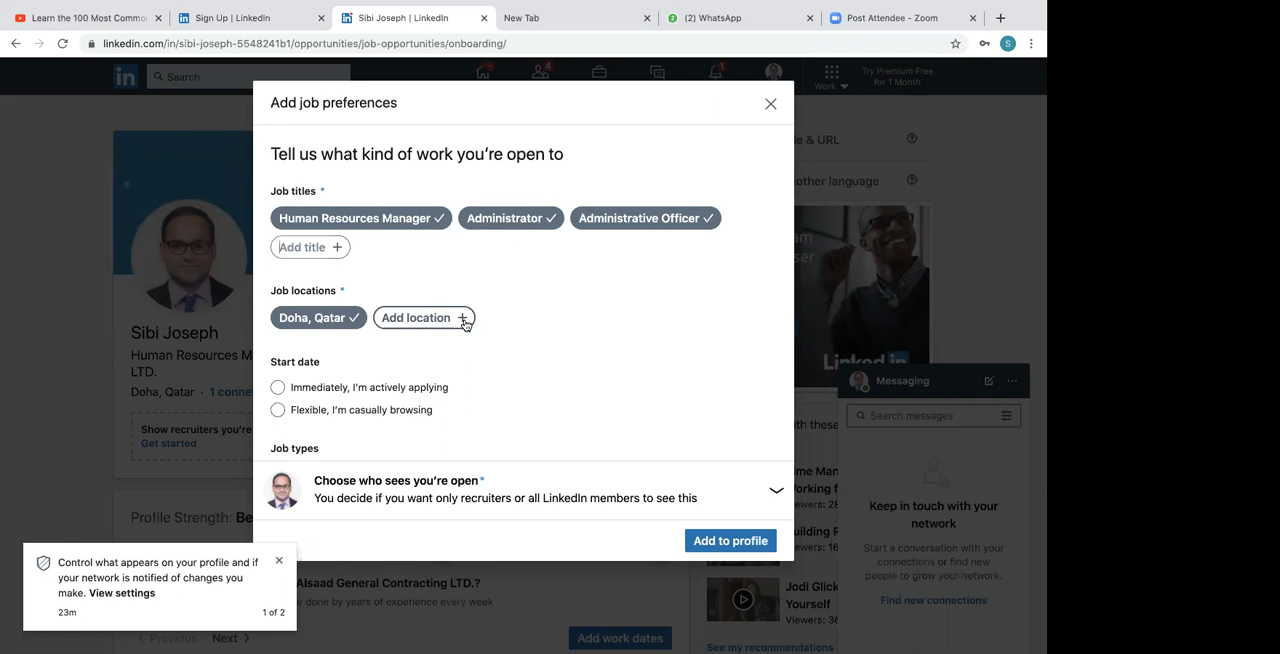 Learn the 100 Most Commo
Sign Up | LinkedIn
Sibi Joseph | LinkedIn
New Tab
(2) WhatsApp
Post Attendee - Zoom
linkedin.com/in/sibi-joseph-5548241b1/opportunities/job-opportunities/onboarding/
S
in
Search
4
1
Work
Try Premium Free
for 1 Month
Add job preferences
Tell us what kind of work you're open to
Job titles *
Human Resources Manager
Administrator
Administrative Officer
Add title +
Job locations *
Doha, Qatar
Add location +
Start date
Immediately, I'm actively applying
Flexible, I'm casually browsing
Job types
Choose who sees you're open*
You decide if you want only recruiters or all LinkedIn members to see this
Add to profile
Sibi Joseph
Human Resources M
LTD.
Doha, Qatar · 1 conne
Show recruiters you're
Get started
Profile Strength: Be
Control what appears on your profile and if
your network is notified of changes you
make. View settings
23m
1 of 2
Previous
Next
Alsaad General Contracting LTD.?
e done by years of experience every week
Add work dates
e & URL
nother language
Linked in
Messaging
Search messages
Keep in touch with your
network
Start a conversation with your
connections or find new
people to grow your network.
Find new connections
Jodi Glick
Yourself
Viewers: 36
See my recommendations